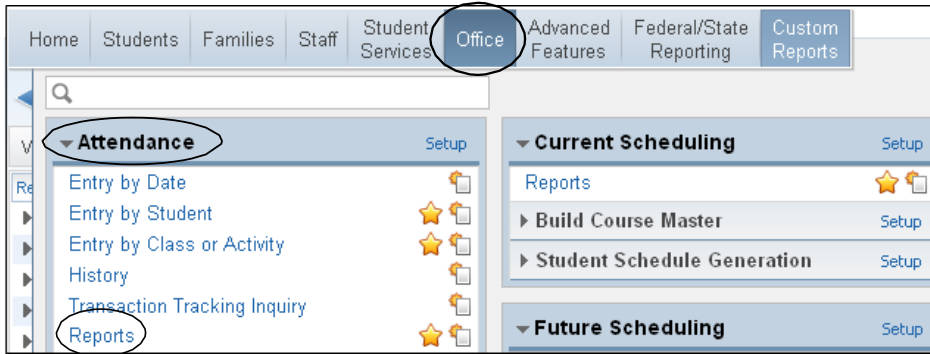 Home Students Families Staff Student Services Office Advanced Features Federal/State Reporting Custom Reports
Attendance Setup
Entry by Date
Entry by Student
Entry by Class or Activity
History
Transaction Tracking Inquiry
Reports
Current Scheduling Setup
Reports
Build Course Master Setup
Student Schedule Generation Setup
Future Scheduling Setup
V
Re